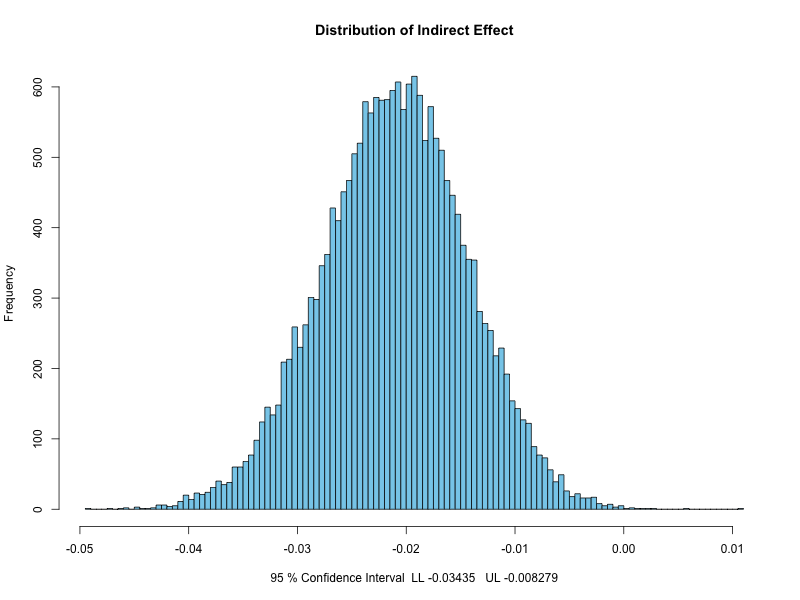 Distribution of Indirect Effect
Frequency
600
500
400
300
200
100
0
-0.05 -0.04 -0.03 -0.02 -0.01 0.00 0.01
95 % Confidence Interval  LL -0.03435   UL -0.008279